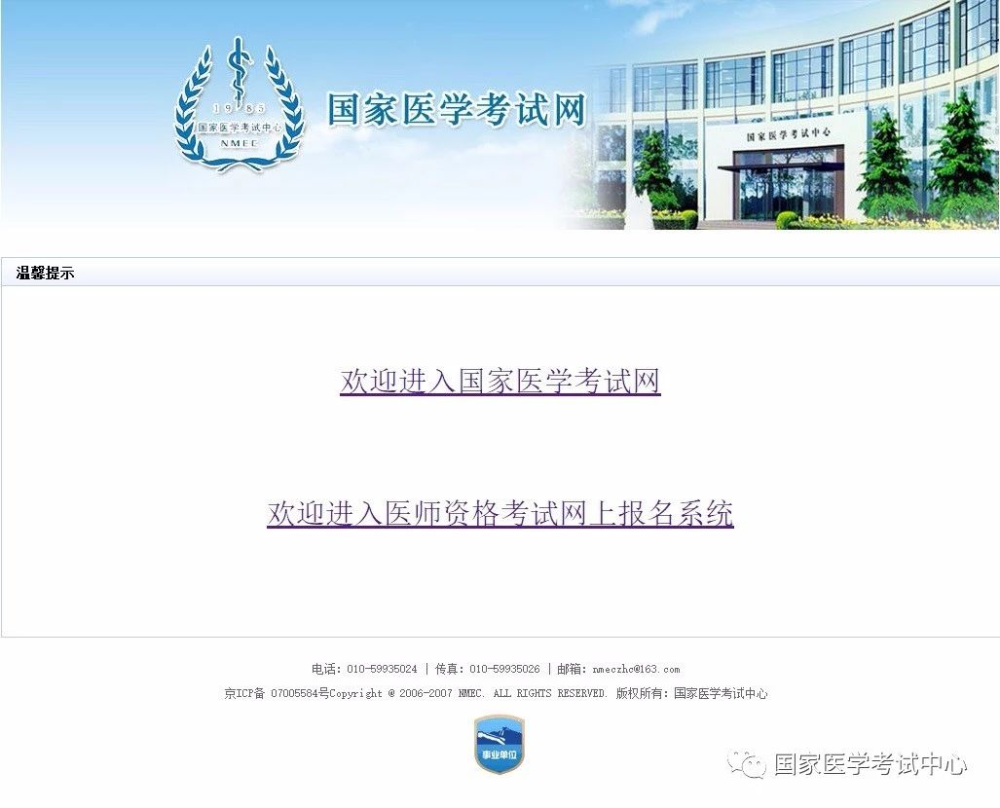 1985
国家医学考试中心
NMEC
国家医学考试网
国家医学考试中心
温馨提示
欢迎进入国家医学考试网
欢迎进入医师资格考试网上报名系统
电话：010-59935024 | 传真：010-59935026 | 邮箱：nmeczhc@163.com
京ICP备 07005584号Copyright @ 2006-2007 NMEC. ALL RIGHTS RESERVED. 版权所有：国家医学考试中心
事业单位
国家医学考试中心